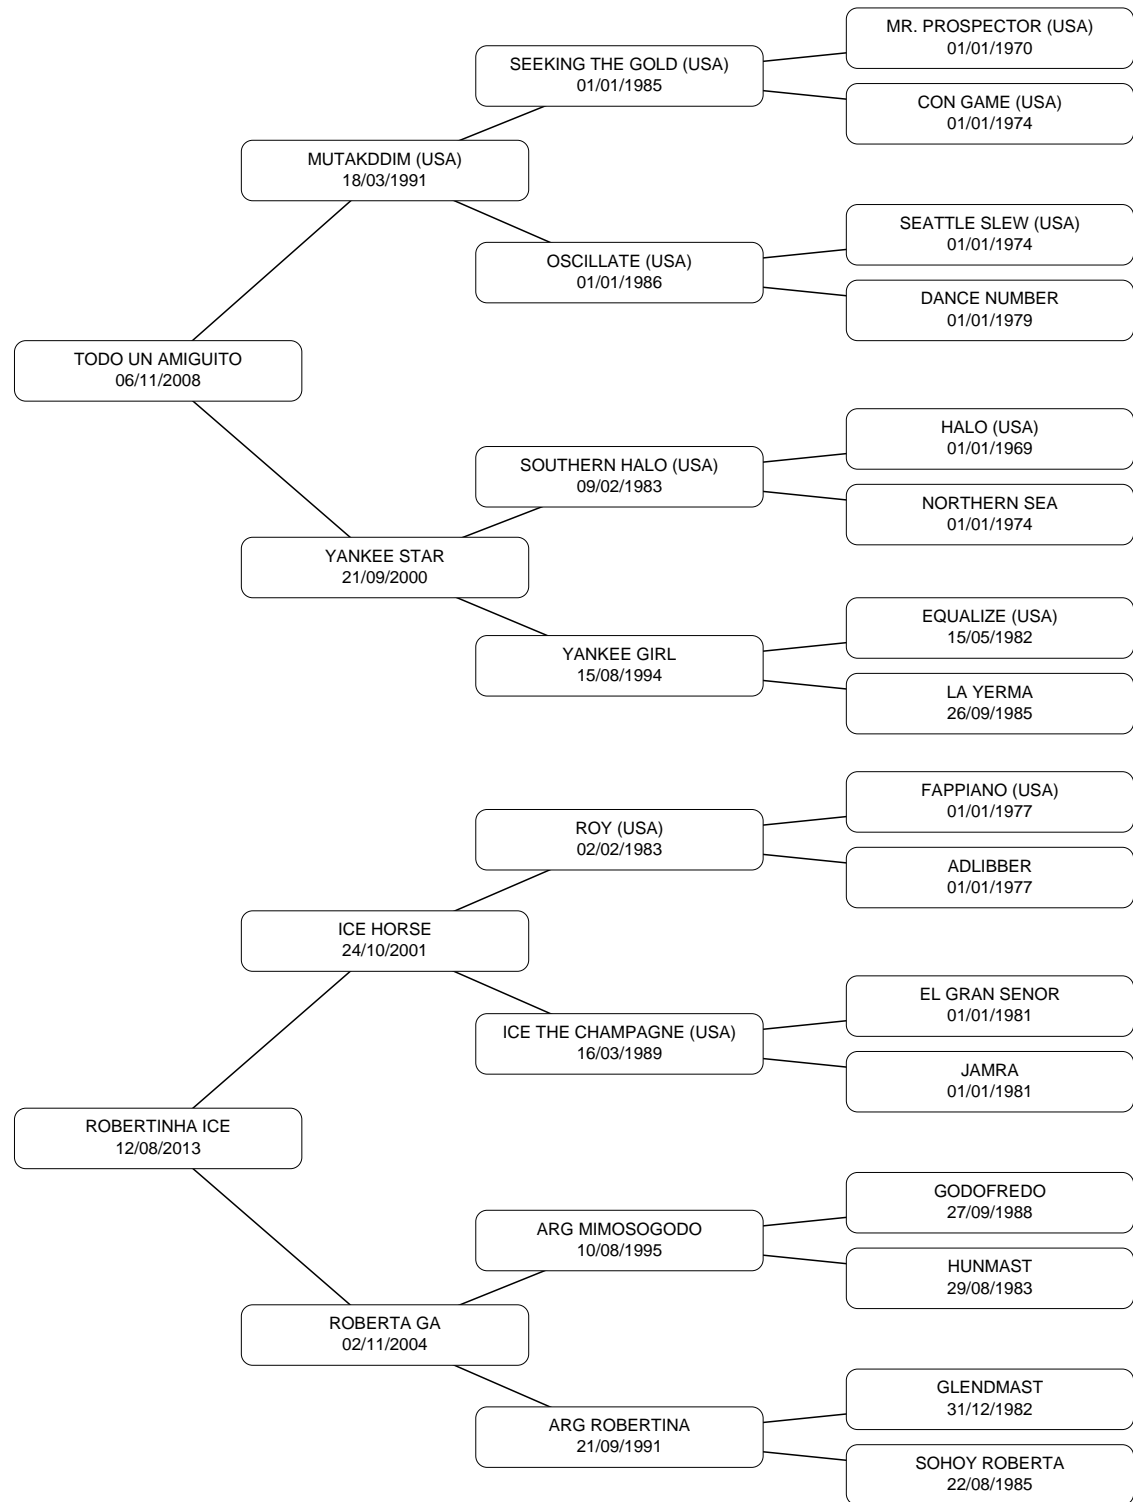 MR. PROSPECTOR (USA)
01/01/1970
SEEKING THE GOLD (USA)
01/01/1985
CON GAME (USA)
01/01/1974
MUTAKDDIM (USA)
18/03/1991
SEATTLE SLEW (USA)
01/01/1974
OSCILLATE (USA)
01/01/1986
DANCE NUMBER
01/01/1979
TODO UN AMIGUITO
06/11/2008
HALO (USA)
01/01/1969
SOUTHERN HALO (USA)
09/02/1983
NORTHERN SEA
01/01/1974
YANKEE STAR
21/09/2000
EQUALIZE (USA)
15/05/1982
YANKEE GIRL
15/08/1994
LA YERMA
26/09/1985
FAPPIANO (USA)
01/01/1977
ROY (USA)
02/02/1983
ADLIBBER
01/01/1977
ICE HORSE
24/10/2001
EL GRAN SENOR
01/01/1981
ICE THE CHAMPAGNE (USA)
16/03/1989
JAMRA
01/01/1981
ROBERTINHA ICE
12/08/2013
GODOFREDO
27/09/1988
ARG MIMOSOGODO
10/08/1995
HUNMAST
29/08/1983
ROBERTA GA
02/11/2004
GLENDMAST
31/12/1982
ARG ROBERTINA
21/09/1991
SOHOY ROBERTA
22/08/1985